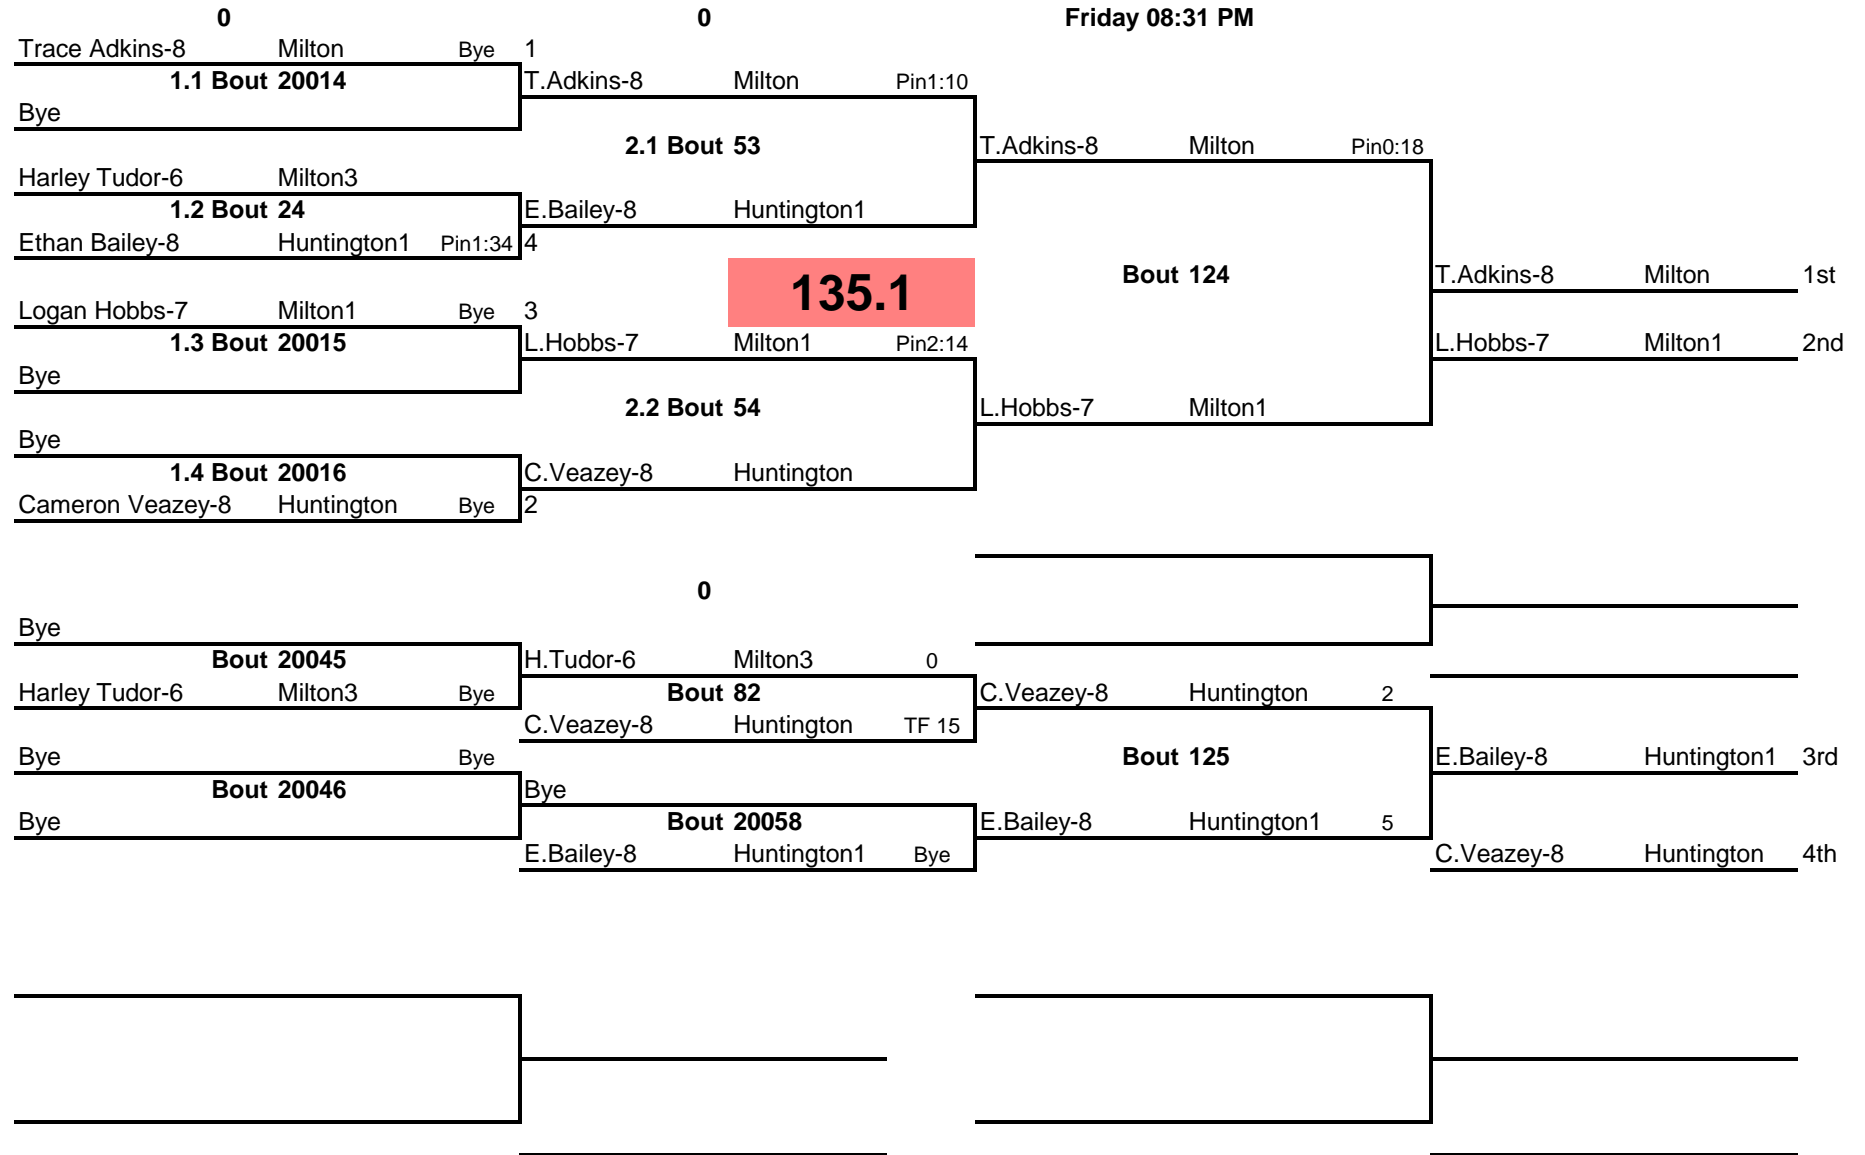 0 0 Friday 08:31 PM
Trace Adkins-8 Milton Bye 1
1.1 Bout 20014 T.Adkins-8 Milton Pin1:10
Bye
2.1 Bout 53 T.Adkins-8 Milton Pin0:18
Harley Tudor-6 Milton3
1.2 Bout 24 E.Bailey-8 Huntington1
Ethan Bailey-8 Huntington1 Pin1:34 4
135.1 Bout 124 T.Adkins-8 Milton 1st
Logan Hobbs-7 Milton1 Bye 3
1.3 Bout 20015 L.Hobbs-7 Milton1 Pin2:14 L.Hobbs-7 Milton1 2nd
Bye
2.2 Bout 54 L.Hobbs-7 Milton1
Bye
1.4 Bout 20016 C.Veazey-8 Huntington
Cameron Veazey-8 Huntington Bye 2
0
Bye
Bout 20045 H.Tudor-6 Milton3 0
Harley Tudor-6 Milton3 Bye Bout 82 C.Veazey-8 Huntington 2
C.Veazey-8 Huntington TF 15
Bye Bye Bout 125 E.Bailey-8 Huntington1 3rd
Bout 20046 Bye
Bye Bout 20058 E.Bailey-8 Huntington1 5
E.Bailey-8 Huntington1 Bye C.Veazey-8 Huntington 4th